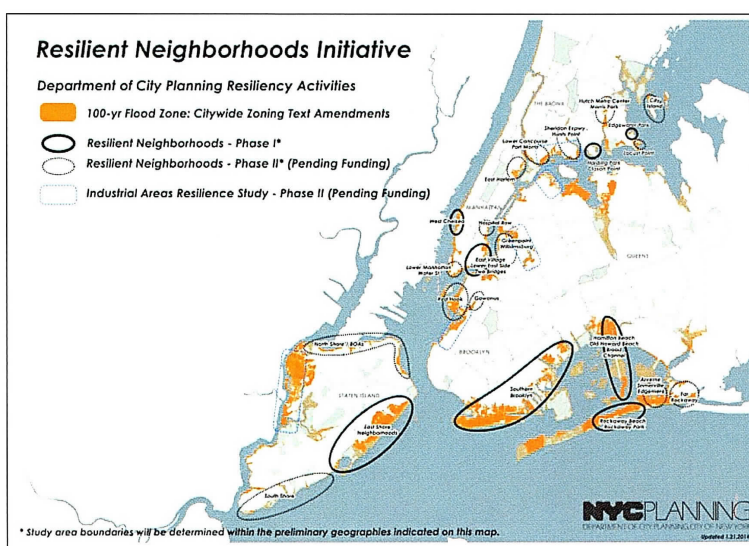 Resilient Neighborhoods Initiative
Department of City Planning Resiliency Activities
100-yr Flood Zone: Citywide Zoning Text Amendments
Resilient Neighborhoods - Phase I*
Resilient Neighborhoods - Phase II* (Pending Funding)
Industrial Areas Resilience Study - Phase II (Pending Funding)
THE BRONX
Hutch Metro Center
Morris Park
City
Island
Edgewater Park
Sheridan Expwy
Hunts Point
Locust Point
Lower Concourse
Port Morris
Harding Park
Clason Point
East Harlem
MANHATTAN
West Chelsea
Hospital Row
Greenpoint
Williamsburg
QUEENS
East Village
Lower East Side
Two Bridges
Lower Manhattan
Water St
Red Hook
Gowanus
North Shore / BOAs
BROOKLYN
Hamilton Beach
Old Howard Beach
Broad
Channel
STATEN ISLAND
Southern
Brooklyn
Arverne
Somerville
Edgemere
Far
Rockaway
East Shore
Neighborhoods
Rockaway Beach
Rockaway Park
South Shore
NYCPLANNING
DEPARTMENT OF CITY PLANNING CITY OF NEW YORK
* Study area boundaries will be determined within the preliminary geographies indicated on this map.
Updated 1.21.201